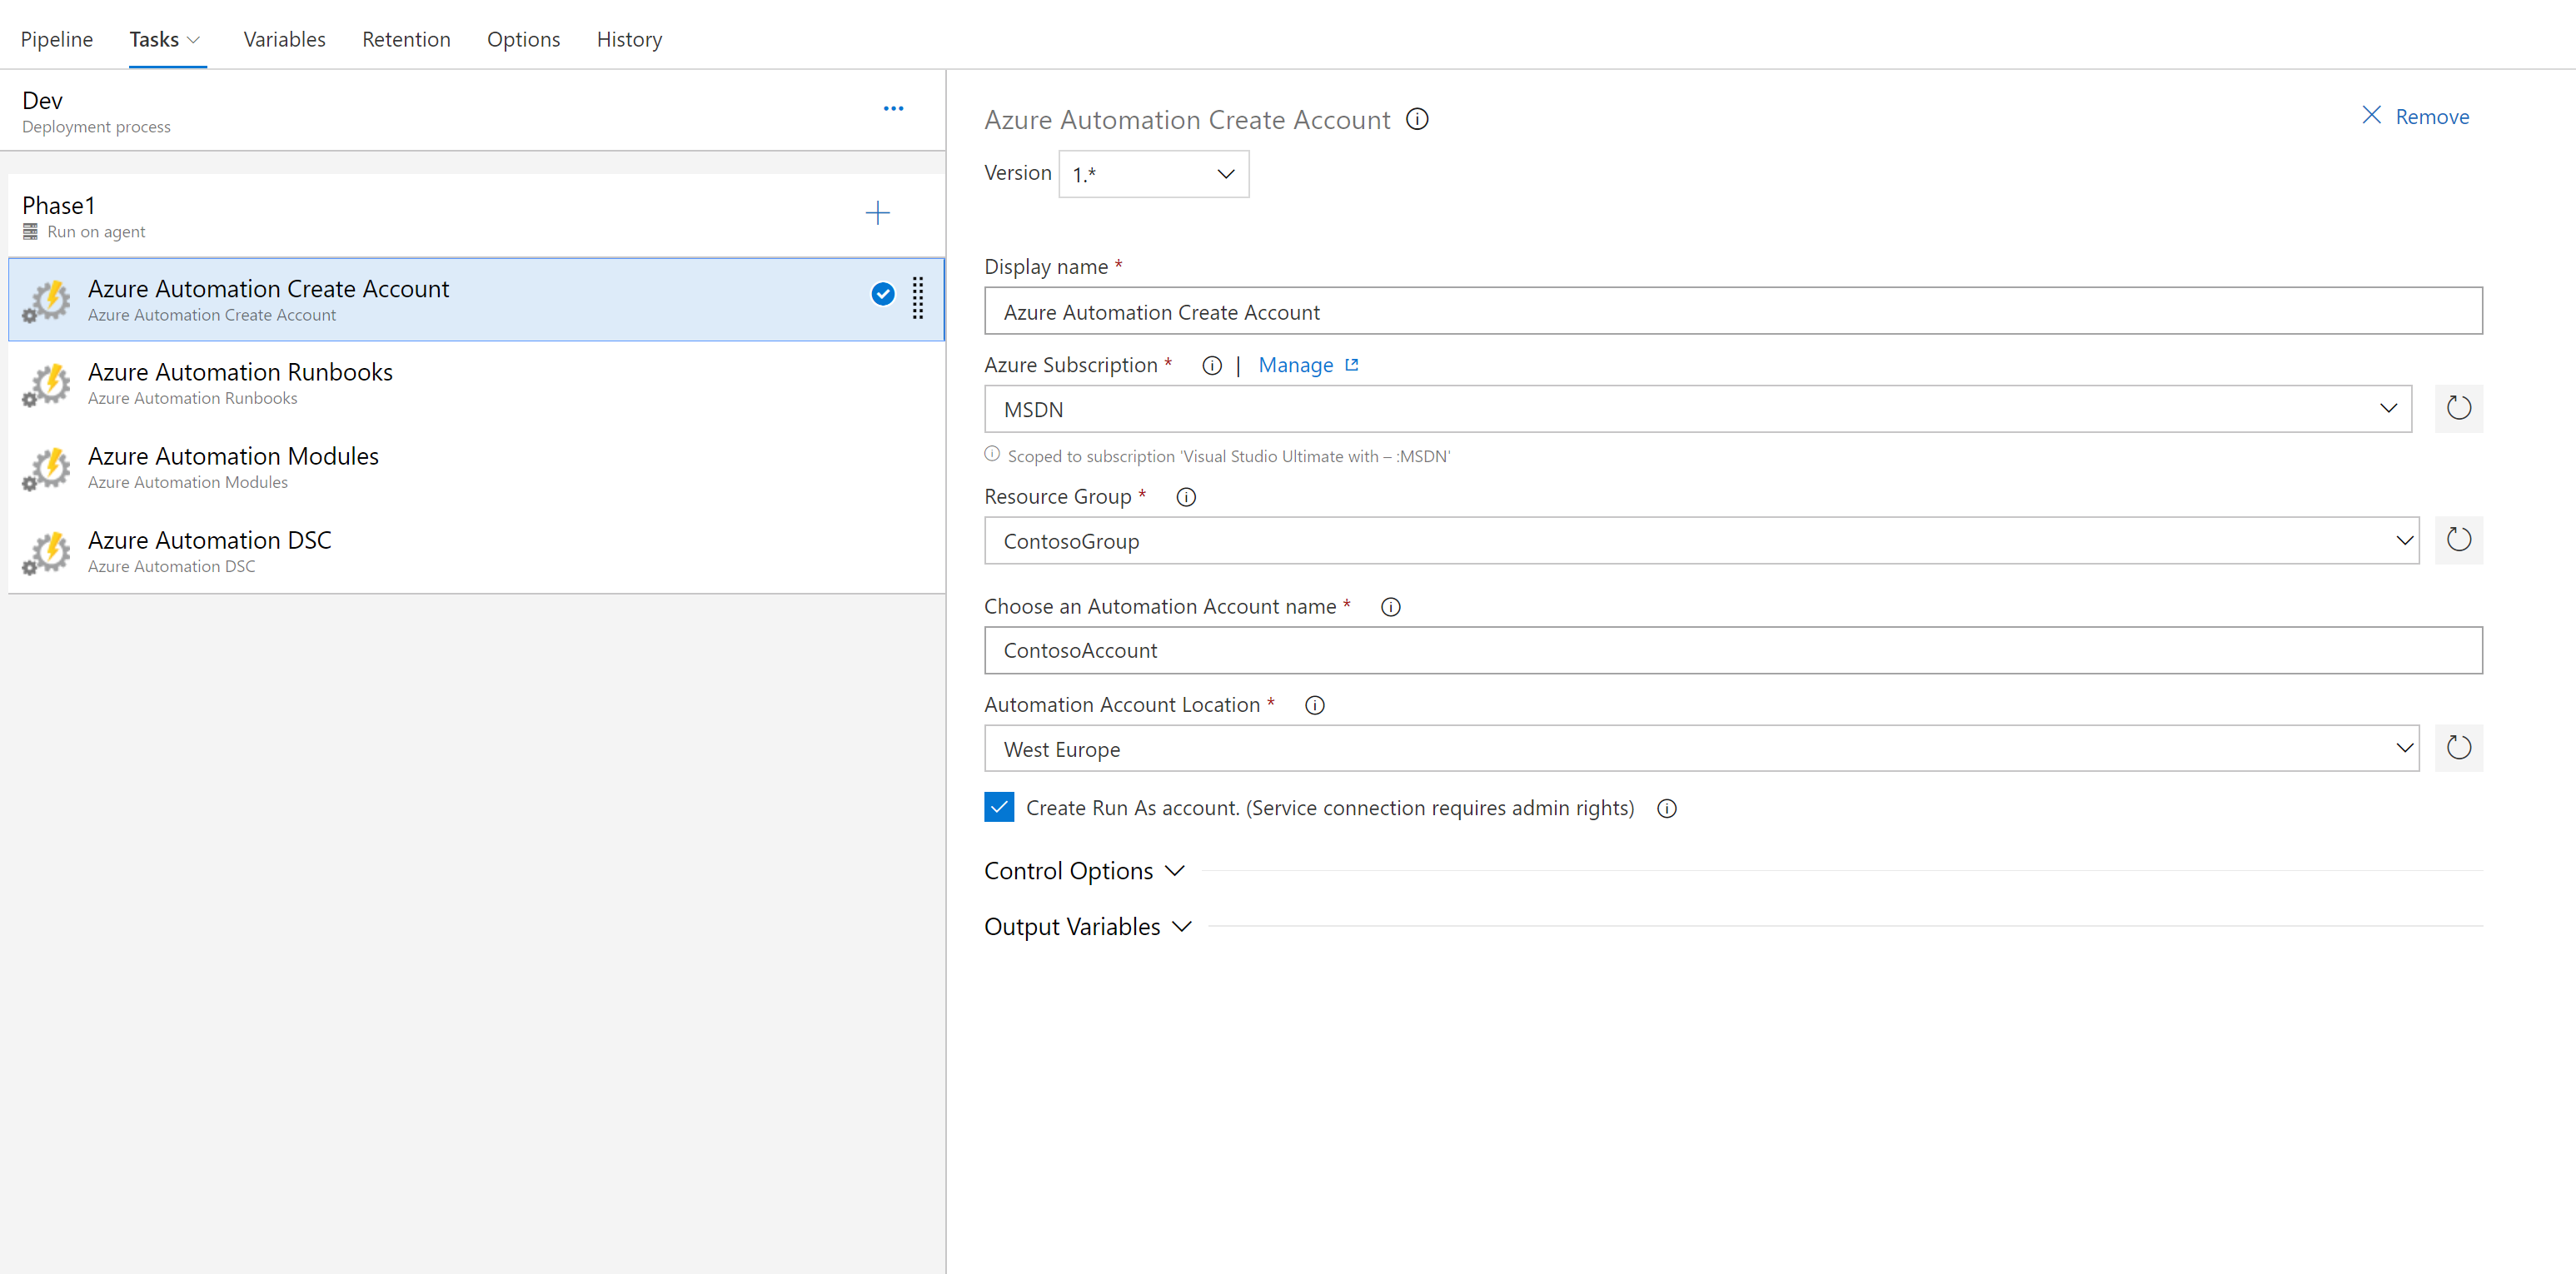 Pipeline Tasks Variables Retention Options History
Dev
Deployment process
Phase1
Run on agent
Azure Automation Create Account
Azure Automation Create Account
Azure Automation Runbooks
Azure Automation Runbooks
Azure Automation Modules
Azure Automation Modules
Azure Automation DSC
Azure Automation DSC
Azure Automation Create Account
Remove
Version 1.*
Display name *
Azure Automation Create Account
Azure Subscription * | Manage
MSDN
Scoped to subscription 'Visual Studio Ultimate with – :MSDN'
Resource Group *
ContosoGroup
Choose an Automation Account name *
ContosoAccount
Automation Account Location *
West Europe
Create Run As account. (Service connection requires admin rights)
Control Options
Output Variables